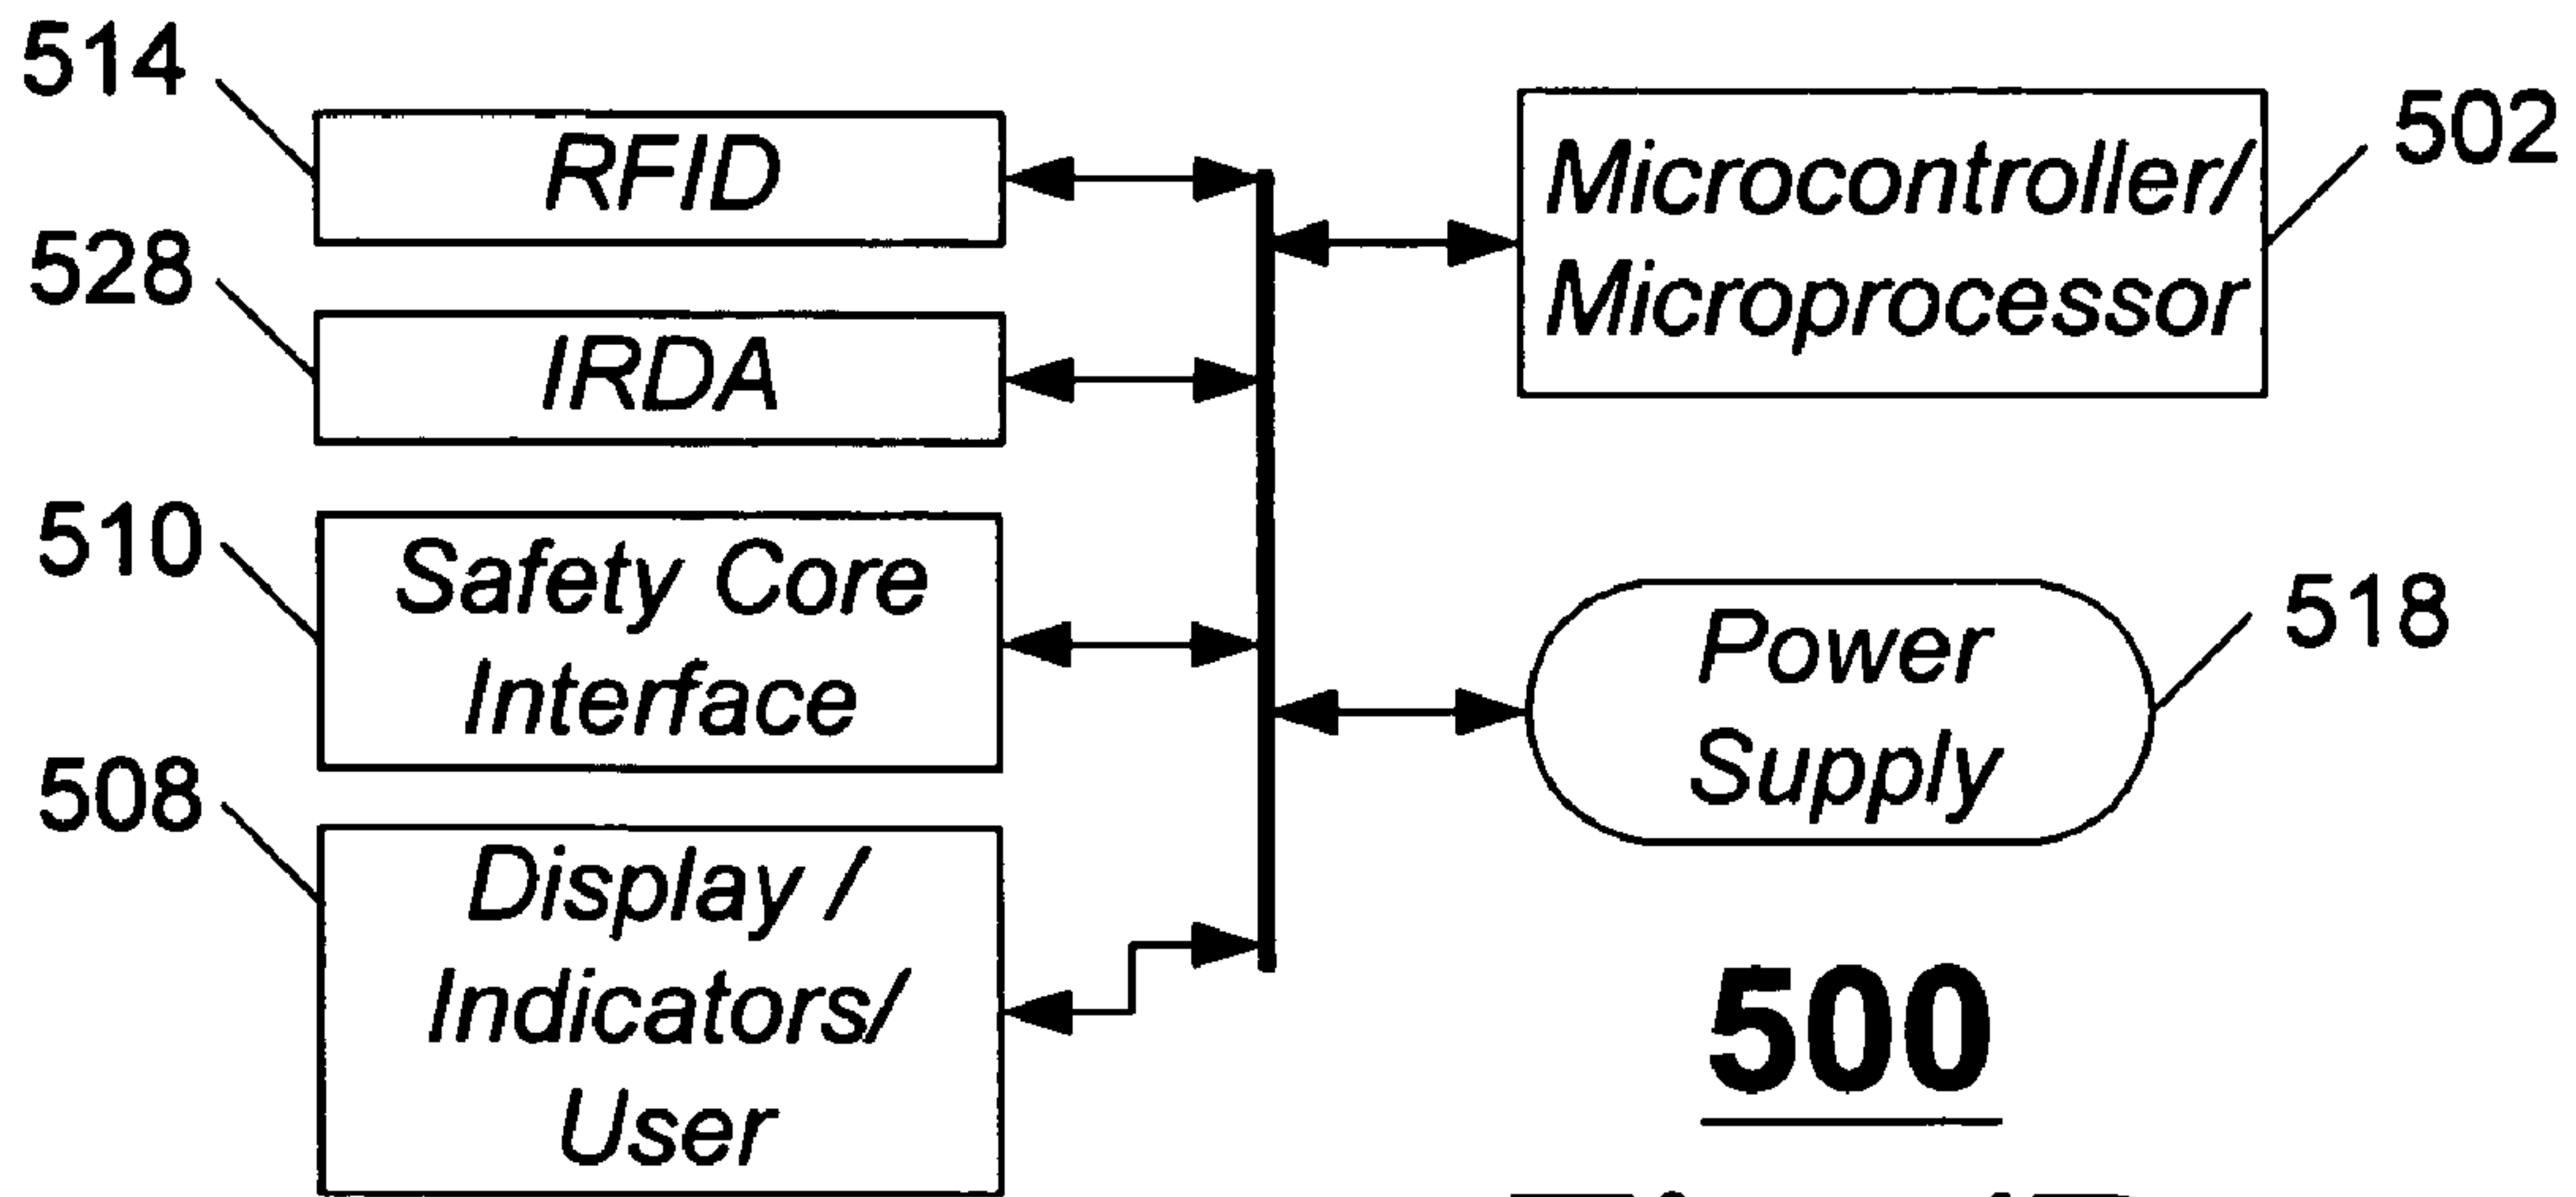 514
RFID
528
IRDA
510
Safety Core
Interface
508
Display /
Indicators/
User
Microcontroller/
Microprocessor
502
Power
Supply
518
500